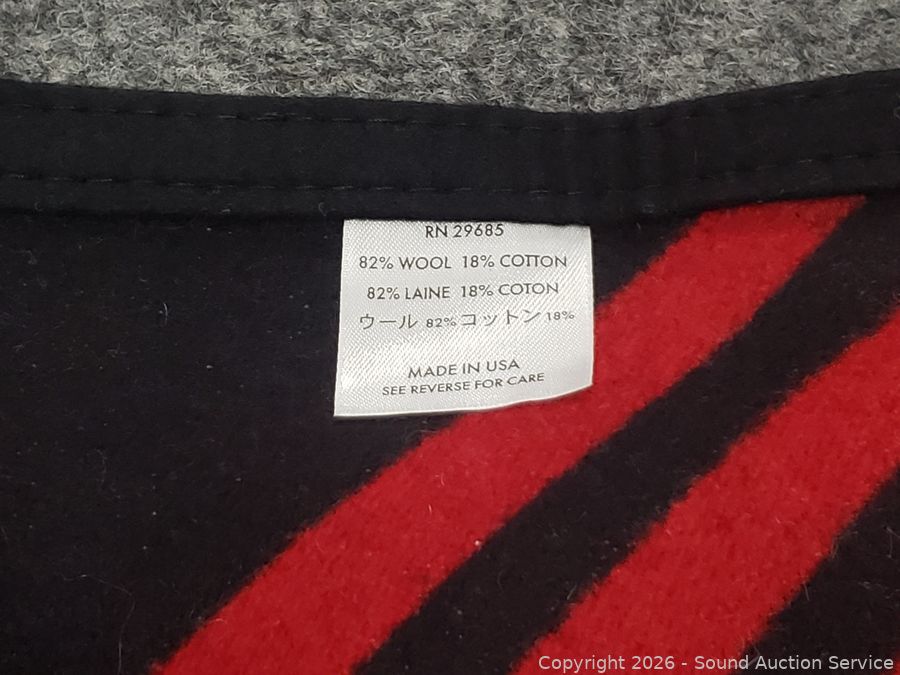 RN 29685
82% WOOL 18% COTTON
82% LAINE 18% COTON
ウール 82% コットン 18%
MADE IN USA
SEE REVERSE FOR CARE
Copyright 2026 - Sound Auction Service